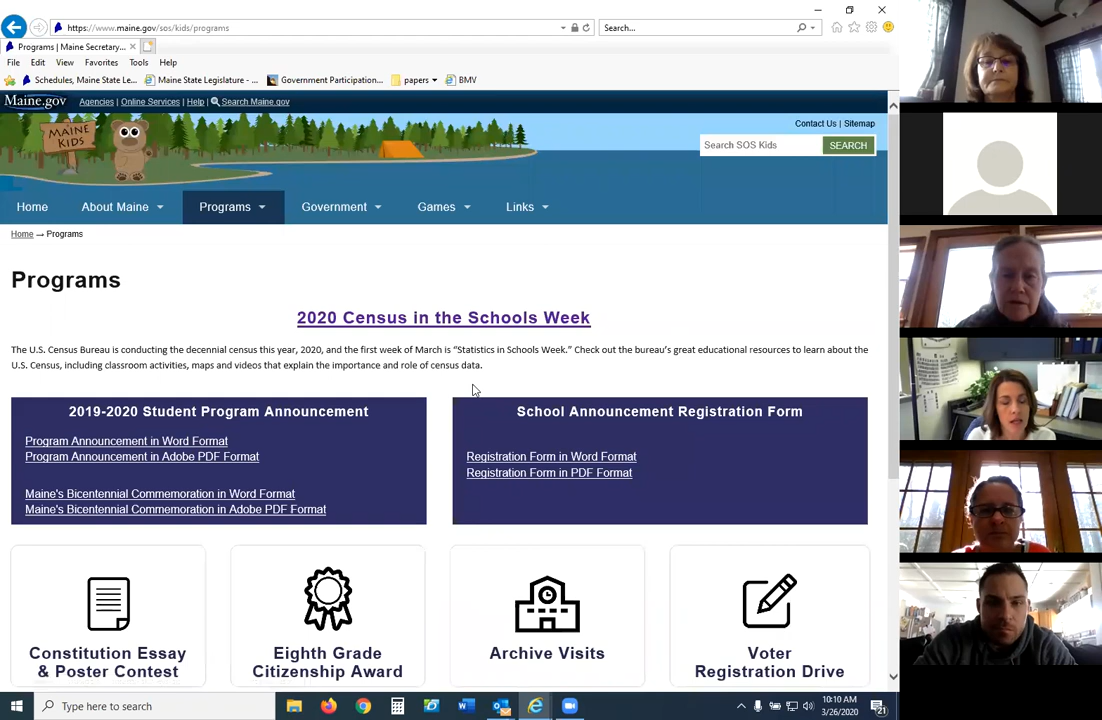 https://www.maine.gov/sos/kids/programs
Search...
Programs | Maine Secretary...
File Edit View Favorites Tools Help
Schedules, Maine State Le...
Maine State Legislature - ...
Government Participation...
papers
BMV
Maine.gov
Agencies | Online Services | Help | Search Maine.gov
MAINE
KIDS
Contact Us | Sitemap
Search SOS Kids
SEARCH
Home About Maine Programs Government Games Links
Home → Programs
Programs
2020 Census in the Schools Week
The U.S. Census Bureau is conducting the decennial census this year, 2020, and the first week of March is “Statistics in Schools Week.” Check out the bureau’s great educational resources to learn about the
U.S. Census, including classroom activities, maps and videos that explain the importance and role of census data.
2019-2020 Student Program Announcement
Program Announcement in Word Format
Program Announcement in Adobe PDF Format
Maine's Bicentennial Commemoration in Word Format
Maine's Bicentennial Commemoration in Adobe PDF Format
School Announcement Registration Form
Registration Form in Word Format
Registration Form in PDF Format
Constitution Essay
& Poster Contest
Eighth Grade
Citizenship Award
Archive Visits
Voter
Registration Drive
Type here to search
10:10 AM
3/26/2020
21